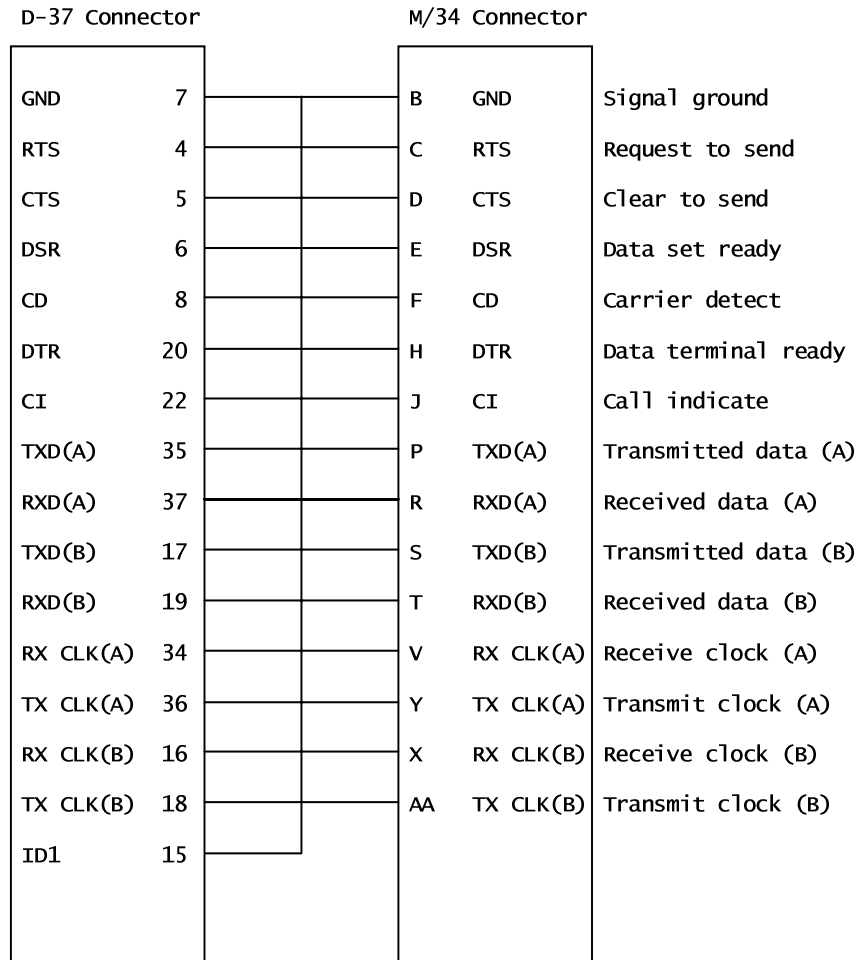 D-37 Connector M/34 Connector
GND 7 B GND Signal ground
RTS 4 C RTS Request to send
CTS 5 D CTS Clear to send
DSR 6 E DSR Data set ready
CD 8 F CD Carrier detect
DTR 20 H DTR Data terminal ready
CI 22 J CI Call indicate
TXD(A) 35 P TXD(A) Transmitted data (A)
RXD(A) 37 R RXD(A) Received data (A)
TXD(B) 17 S TXD(B) Transmitted data (B)
RXD(B) 19 T RXD(B) Received data (B)
RX CLK(A) 34 V RX CLK(A) Receive clock (A)
TX CLK(A) 36 Y TX CLK(A) Transmit clock (A)
RX CLK(B) 16 X RX CLK(B) Receive clock (B)
TX CLK(B) 18 AA TX CLK(B) Transmit clock (B)
ID1 15